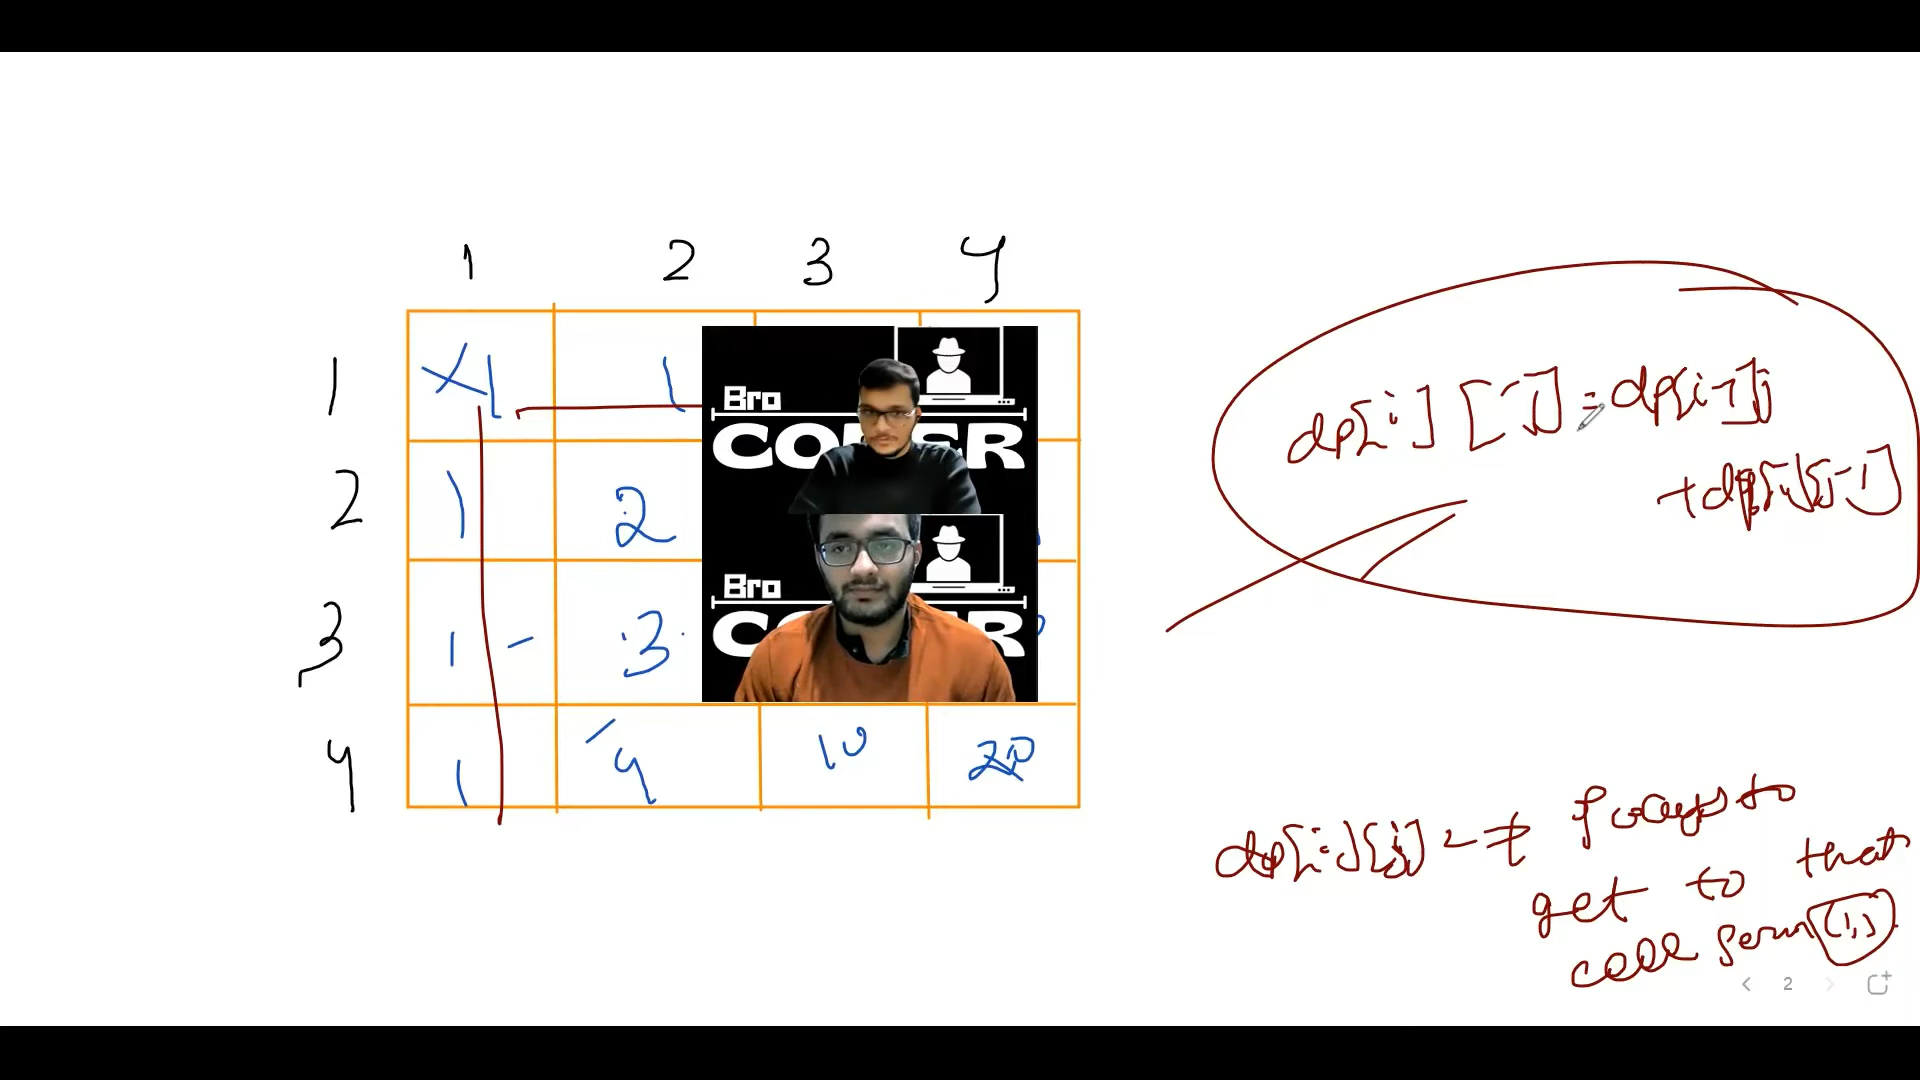 1 2 3 4
1 X1 1
2 1 2
3 1 - 3
4 1 4 10 20
Bro
CODER
Bro
dp[i][j] = dp[i-1]j
+ dp[i][j-1]
dp[i][j] - # of ways to
get to that
from (1,1)
2